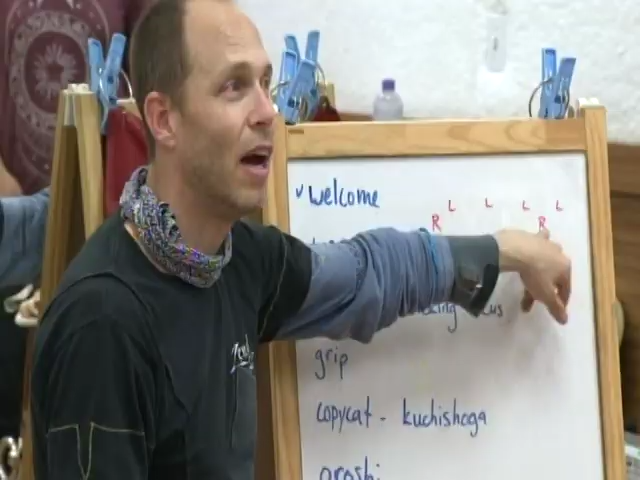 ✓ welcome
L L L L
R R
grip
copycat - kuchishoga
oroshi